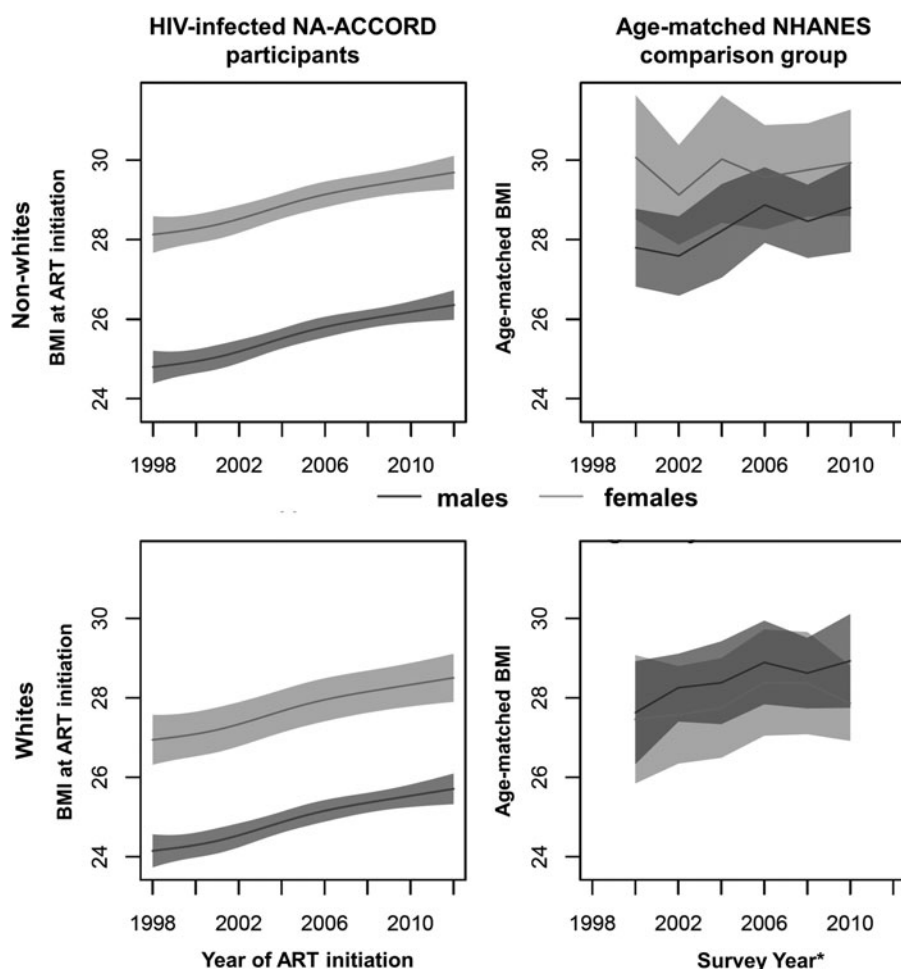 HIV-infected NA-ACCORD
participants
Age-matched NHANES
comparison group
Non-whites
BMI at ART initiation
30
28
26
24
1998 2002 2006 2010
Age-matched BMI
30
28
26
24
1998 2002 2006 2010
males females
Whites
BMI at ART initiation
30
28
26
24
1998 2002 2006 2010
Year of ART initiation
Age-matched BMI
30
28
26
24
1998 2002 2006 2010
Survey Year*